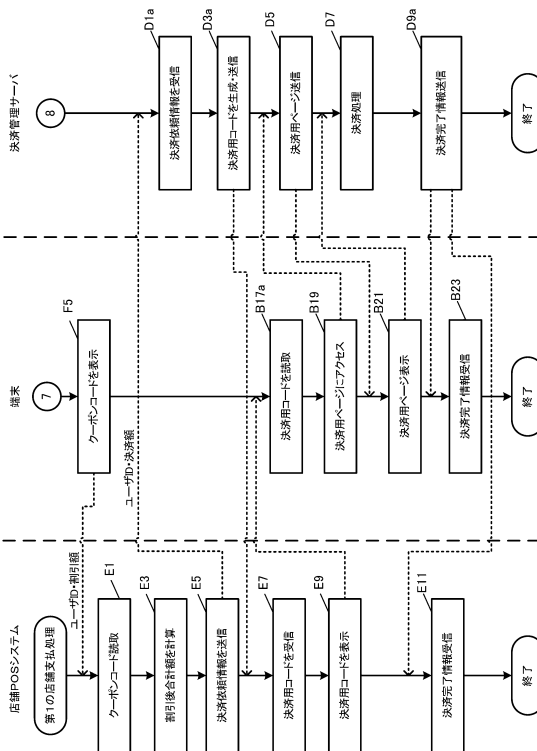 店舗POSシステム
第1の店舗支払処理
ユーザID・割引額
E1
クーポンコード読取
E3
割引後合計額を計算
E5
決済依頼情報を送信
E7
決済用コードを受信
E9
決済用コードを表示
E11
決済完了情報受信
終了
端末
7
F5
クーポンコードを表示
ユーザID・決済額
B17a
決済用コードを読取
B19
決済用ページにアクセス
B21
決済用ページ表示
B23
決済完了情報受信
終了
決済管理サーバ
8
D1a
決済依頼情報を受信
D3a
決済用コードを生成・送信
D5
決済用ページ送信
D7
決済処理
D9a
決済完了情報送信
終了